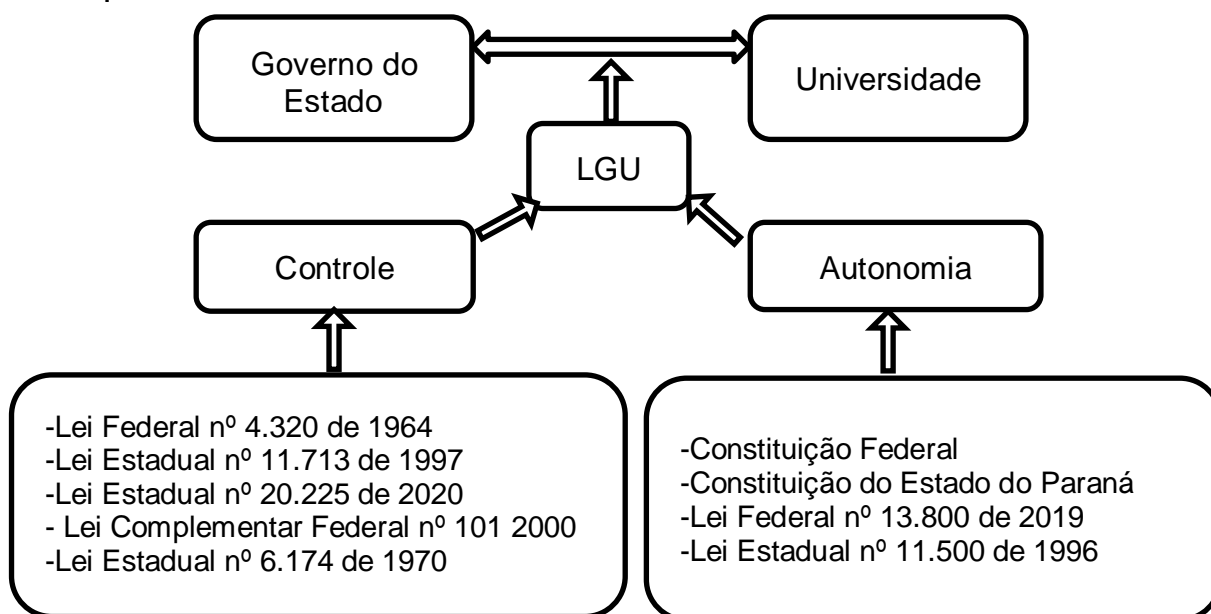 Governo do
Estado
Universidade
LGU
Controle
Autonomia
-Lei Federal nº 4.320 de 1964
-Lei Estadual nº 11.713 de 1997
-Lei Estadual nº 20.225 de 2020
- Lei Complementar Federal nº 101 2000
-Lei Estadual nº 6.174 de 1970
-Constituição Federal
-Constituição do Estado do Paraná
-Lei Federal nº 13.800 de 2019
-Lei Estadual nº 11.500 de 1996